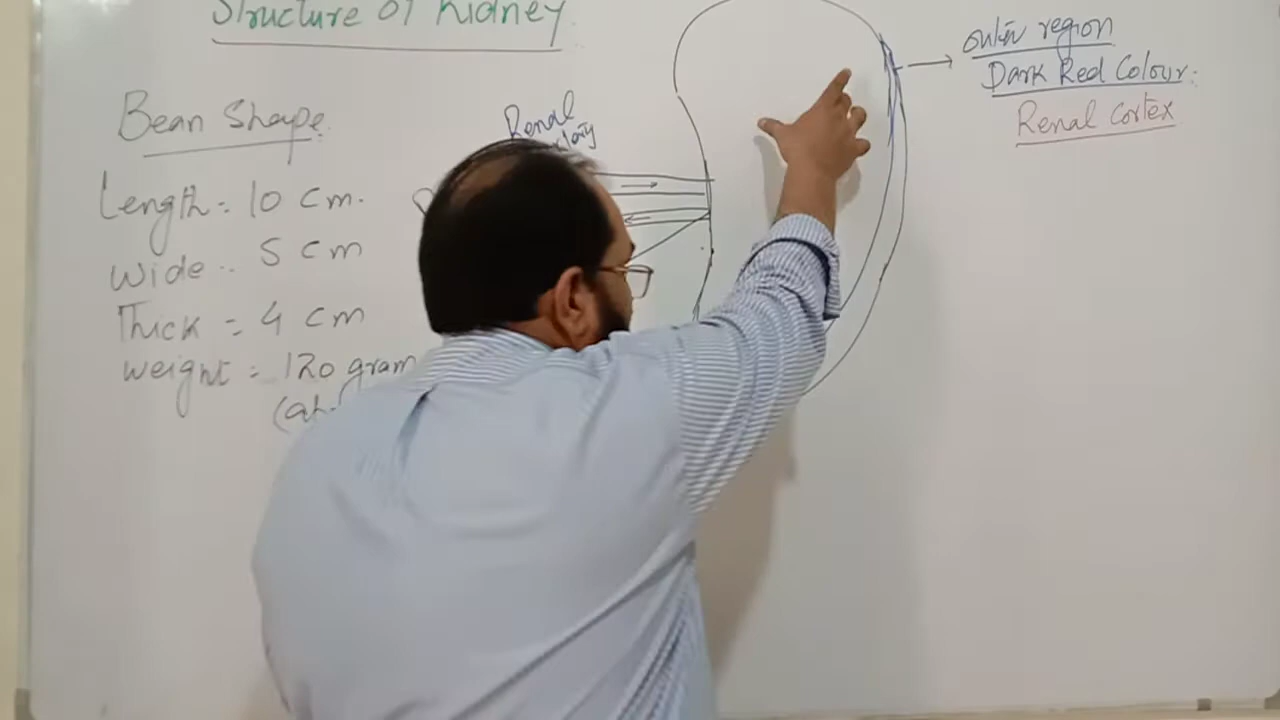 Structure of Kidney
Bean Shape
Length = 10 cm.
Wide .. 5 cm
Thick = 4 cm
weight = 120 gram
Renal
outer region
Dark Red Colour.
Renal Cortex